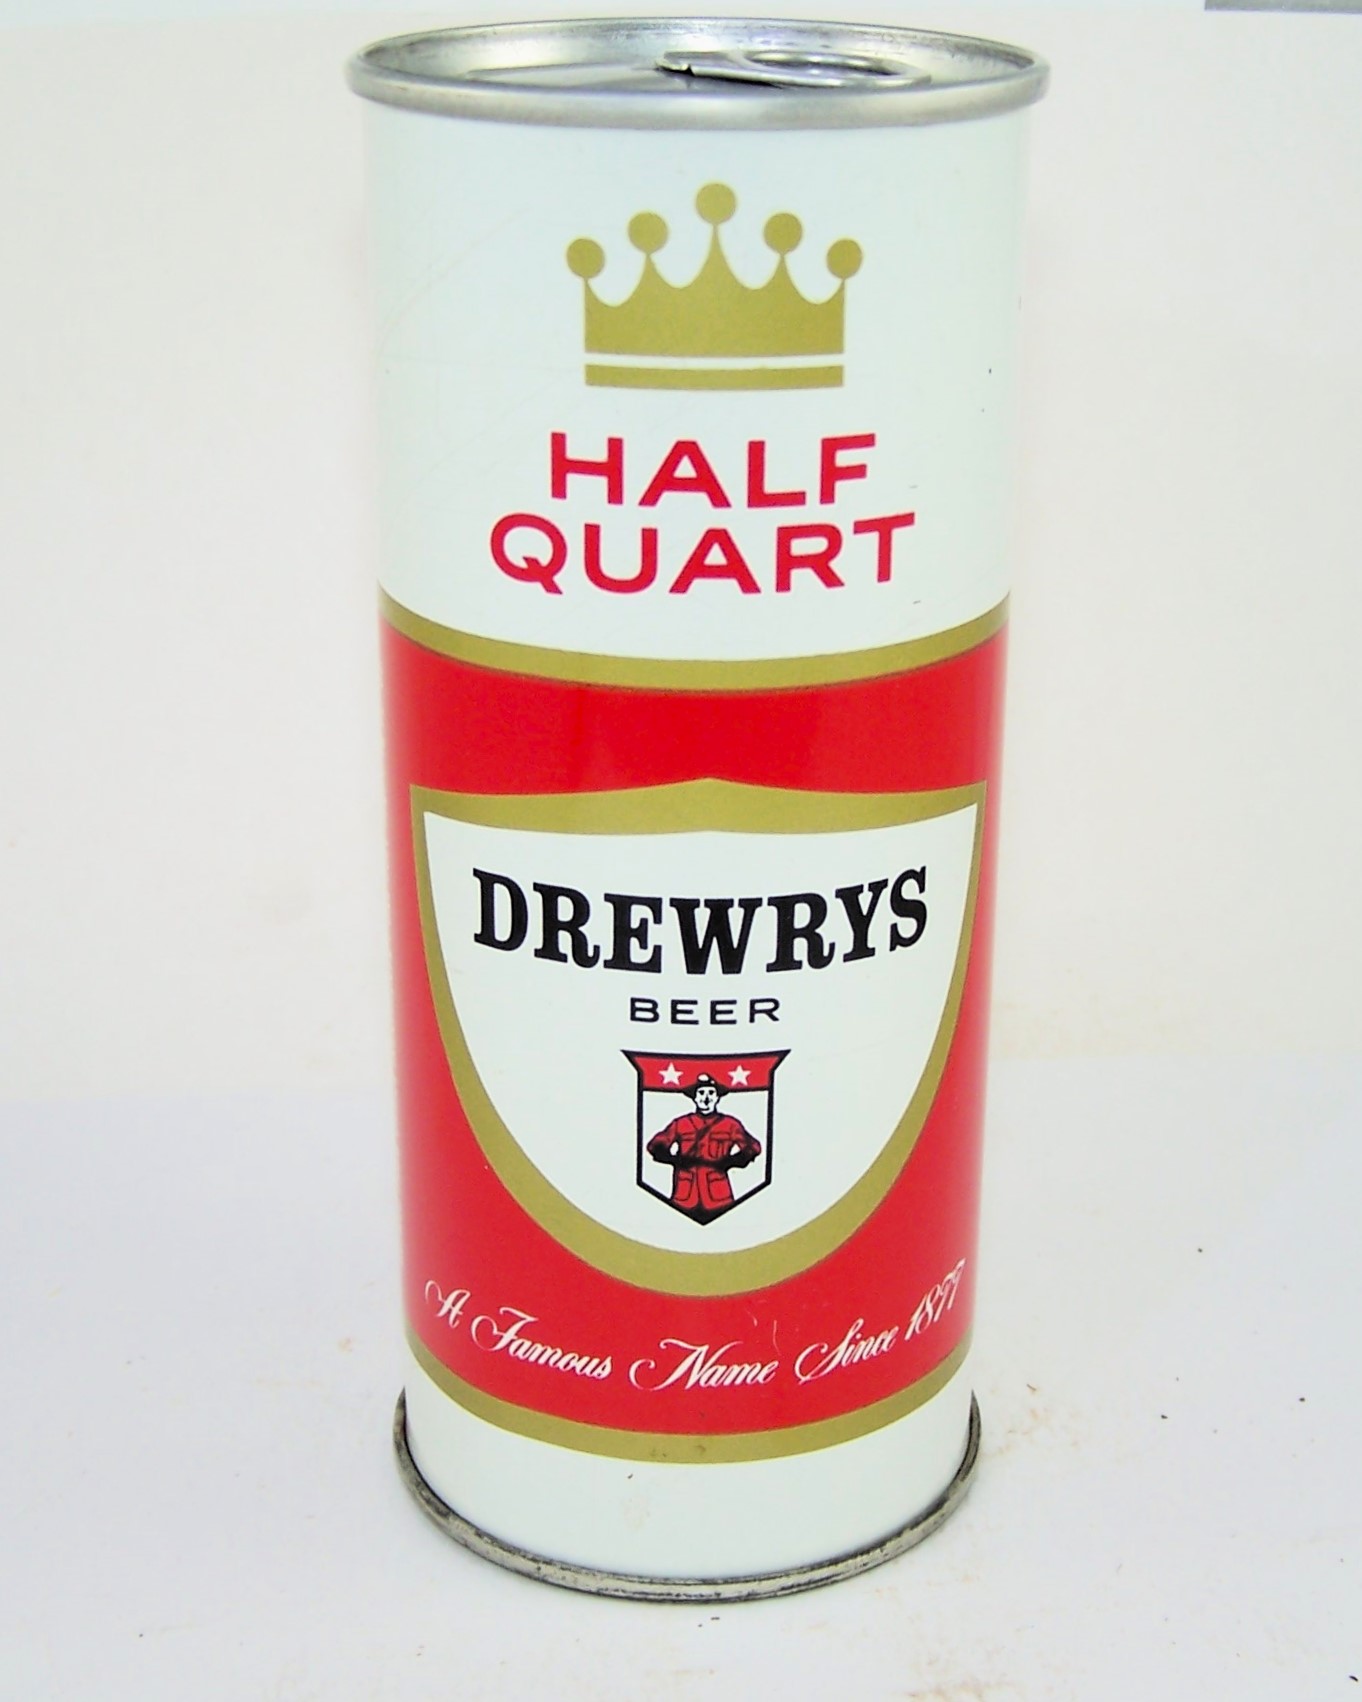 HALF
QUART
DREWRYS
BEER
A Famous Name Since 1877